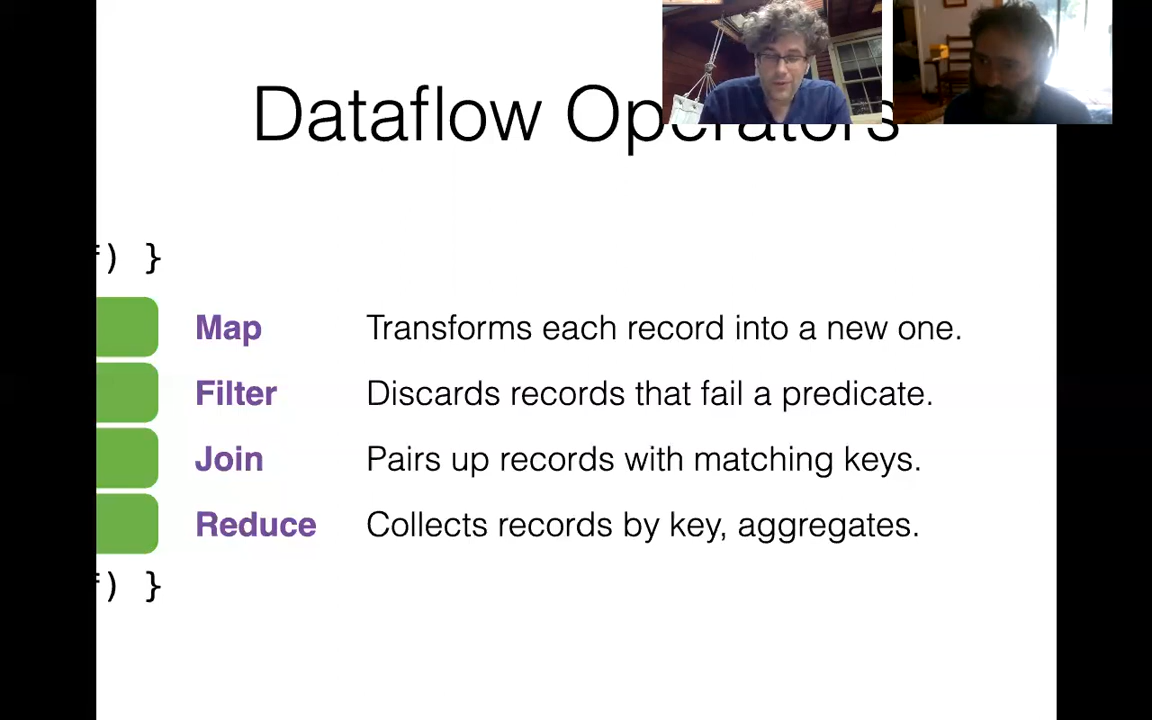 Dataflow Operators
) }
Map Transforms each record into a new one.
Filter Discards records that fail a predicate.
Join Pairs up records with matching keys.
Reduce Collects records by key, aggregates.
) }